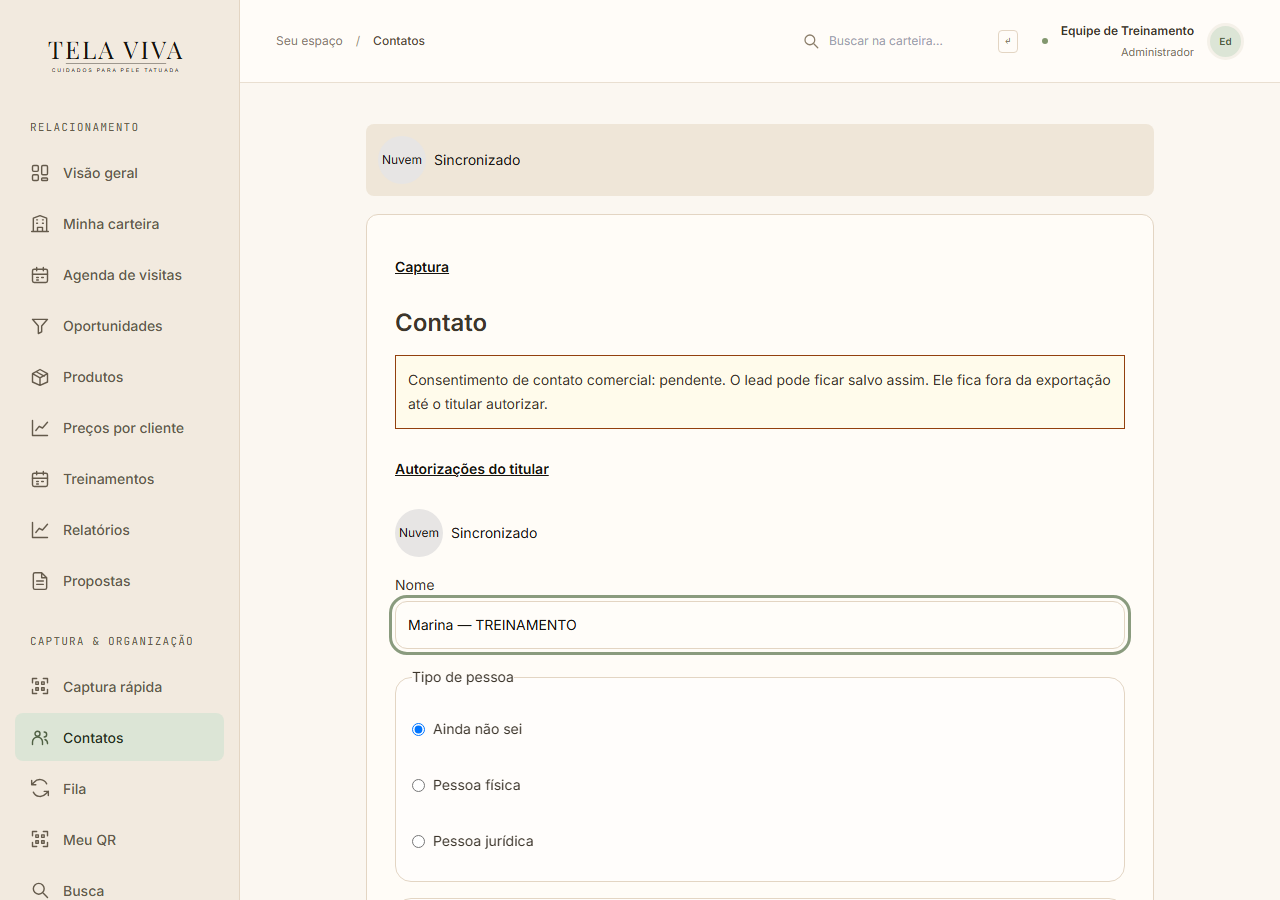 TELA VIVA
CUIDADOS PARA PELE TATUADA
RELACIONAMENTO
Visão geral
Minha carteira
Agenda de visitas
Oportunidades
Produtos
Preços por cliente
Treinamentos
Relatórios
Propostas
CAPTURA & ORGANIZAÇÃO
Captura rápida
Contatos
Fila
Meu QR
Busca
Seu espaço / Contatos
Buscar na carteira...
↵
Equipe de Treinamento
Administrador
Ed
Nuvem Sincronizado
Captura
Contato
Consentimento de contato comercial: pendente. O lead pode ficar salvo assim. Ele fica fora da exportação
até o titular autorizar.
Autorizações do titular
Nuvem Sincronizado
Nome
Marina — TREINAMENTO
Tipo de pessoa
Ainda não sei
Pessoa física
Pessoa jurídica